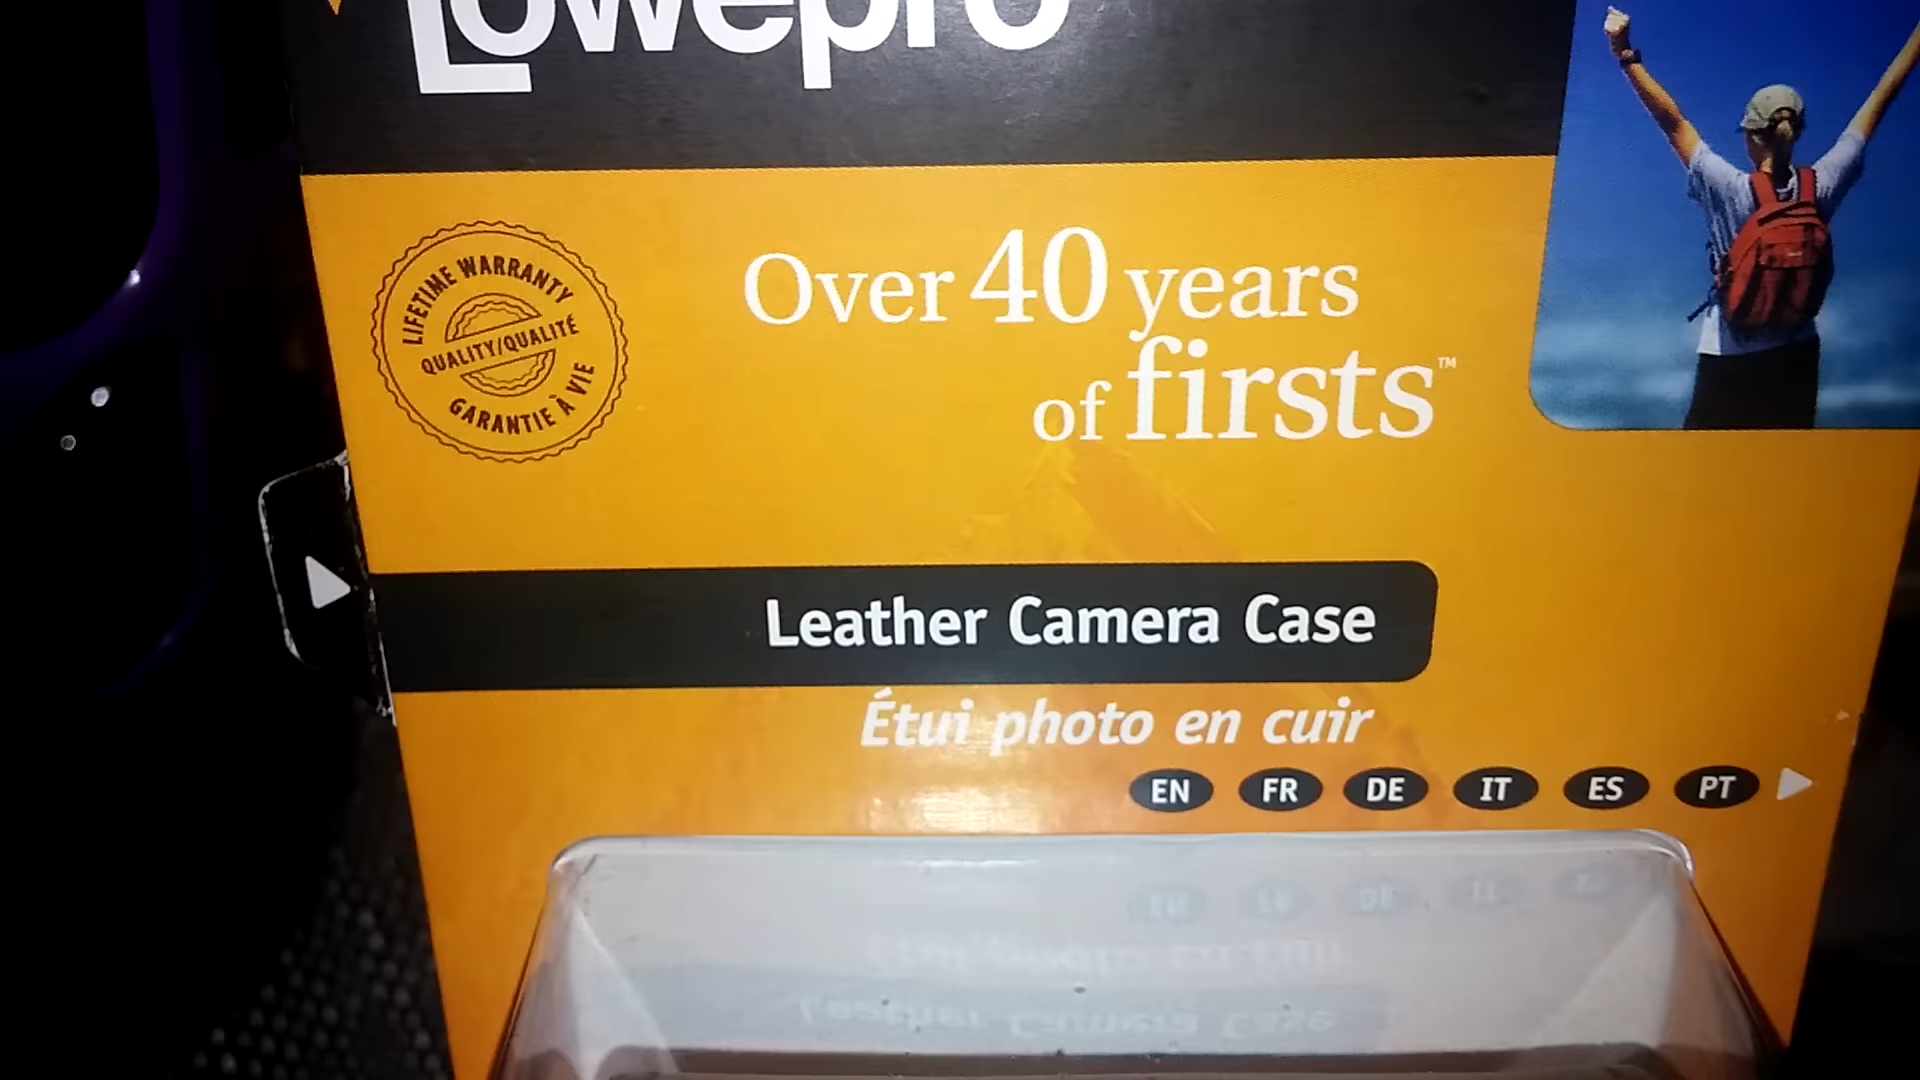 Lowepro
LIFETIME WARRANTY
QUALITY/QUALITÉ
GARANTIE À VIE
Over 40 years
of firsts™
Leather Camera Case
Étui photo en cuir
EN FR DE IT ES PT